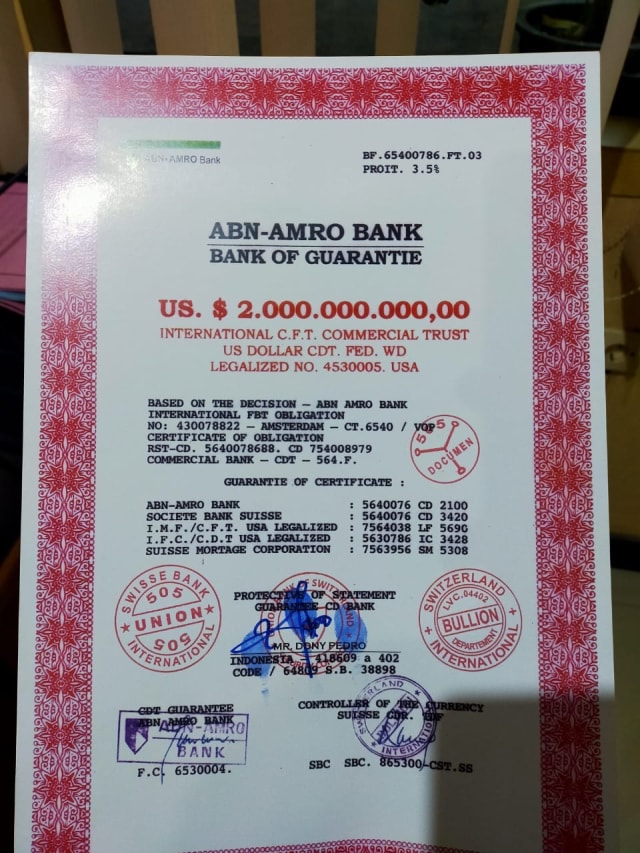 ABN-AMRO Bank
BF.65400786.FT.03
PROIT. 3.5%
ABN-AMRO BANK
BANK OF GUARANTIE
US. $ 2.000.000.000,00
INTERNATIONAL C.F.T. COMMERCIAL TRUST
US DOLLAR CDT. FED. WD
LEGALIZED NO. 4530005. USA
BASED ON THE DECISION – ABN AMRO BANK
INTERNATIONAL FBT OBLIGATION
NO: 430078822 – AMSTERDAM – CT.6540 / VOP
CERTIFICATE OF OBLIGATION
RST-CD. 5640078688. CD 754008979
COMMERCIAL BANK – CDT – 564.F.
505
DOCUMEN
GUARANTIE OF CERTIFICATE :
ABN-AMRO BANK : 5640076 CD 2100
SOCIETE BANK SUISSE : 5640076 CD 3420
I.M.F./C.F.T. USA LEGALIZED : 7564038 LF 5690
I.F.C./C.D.T USA LEGALIZED : 5630786 IC 3428
SUISSE MORTAGE CORPORATION : 7563956 SM 5308
SWISSE BANK
505
UNION
505
INTERNATIONAL
PROTECTIVE OF STATEMENT
GUARANTEE CD BANK
MR, DONY PEDRO
INDONESIA – 418609 a 402
CODE / 64809 S.B. 38898
SWITZERLAND
LVC.04402
BULLION
DEPARTEMENT
INTERNATIONAL
CDT GUARANTEE
ABN AMRO BANK
ABN-AMRO
BANK
F.C. 6530004.
CONTROLLER OF THE CURRENCY
SUISSE CDR.
SBC SBC. 865300-CST.SS